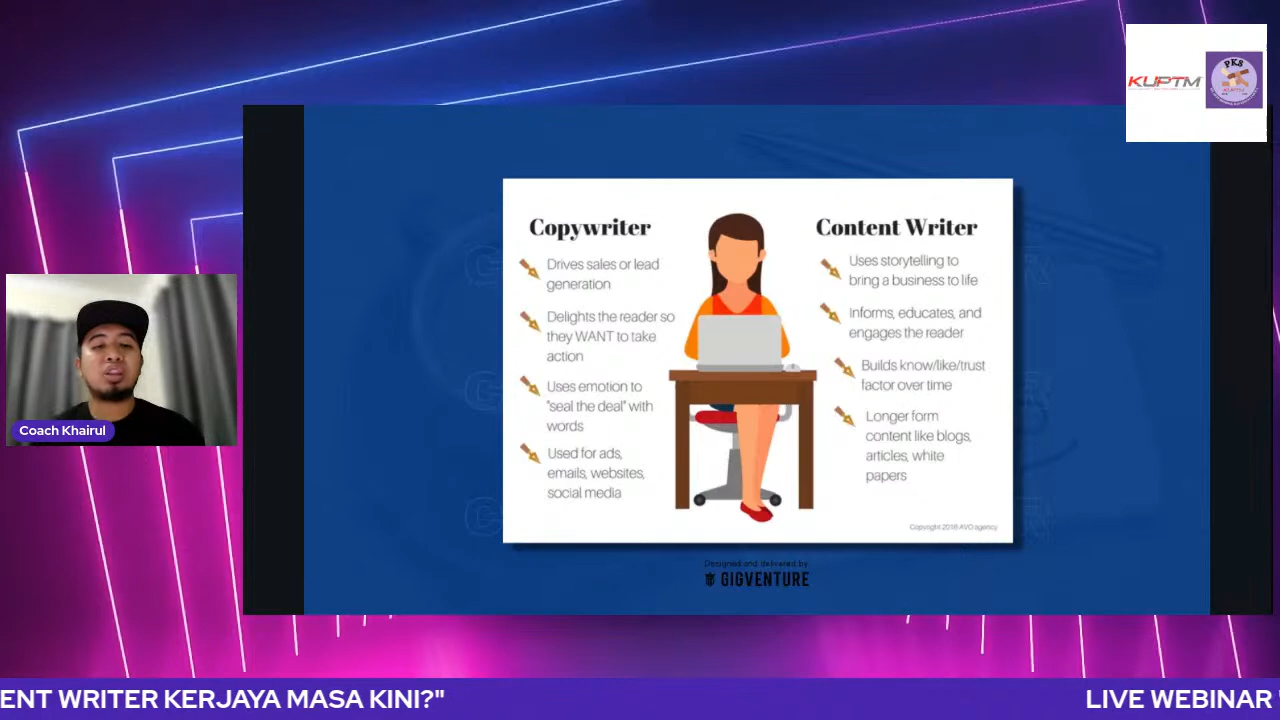 KUPTM
PKS
Copywriter
Drives sales or lead
generation
Delights the reader so
they WANT to take
action
Uses emotion to
"seal the deal" with
words
Used for ads,
emails, websites,
social media
Content Writer
Uses storytelling to
bring a business to life
Informs, educates, and
engages the reader
Builds know/like/trust
factor over time
Longer form
content like blogs,
articles, white
papers
Copyright 2018 AVO agency
Designed and delivered by:
GIGVENTURE
Coach Khairul
ENT WRITER KERJAYA MASA KINI?"
LIVE WEBINAR